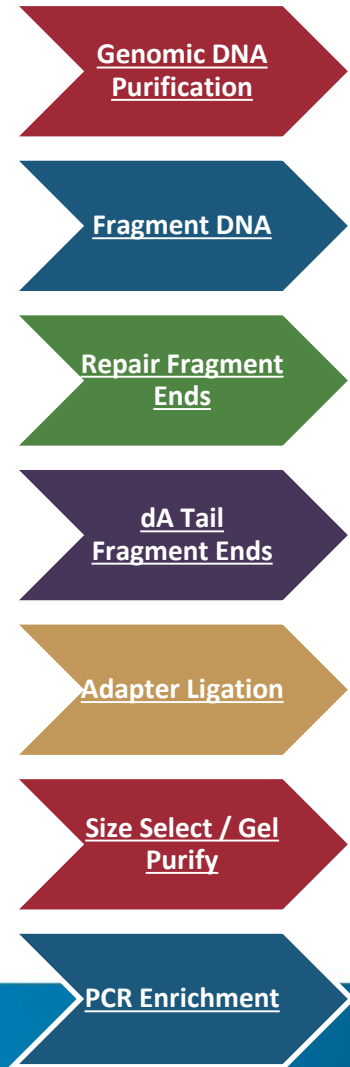 Genomic DNA
Purification
Fragment DNA
Repair Fragment
Ends
dA Tail
Fragment Ends
Adapter Ligation
Size Select / Gel
Purify
PCR Enrichment